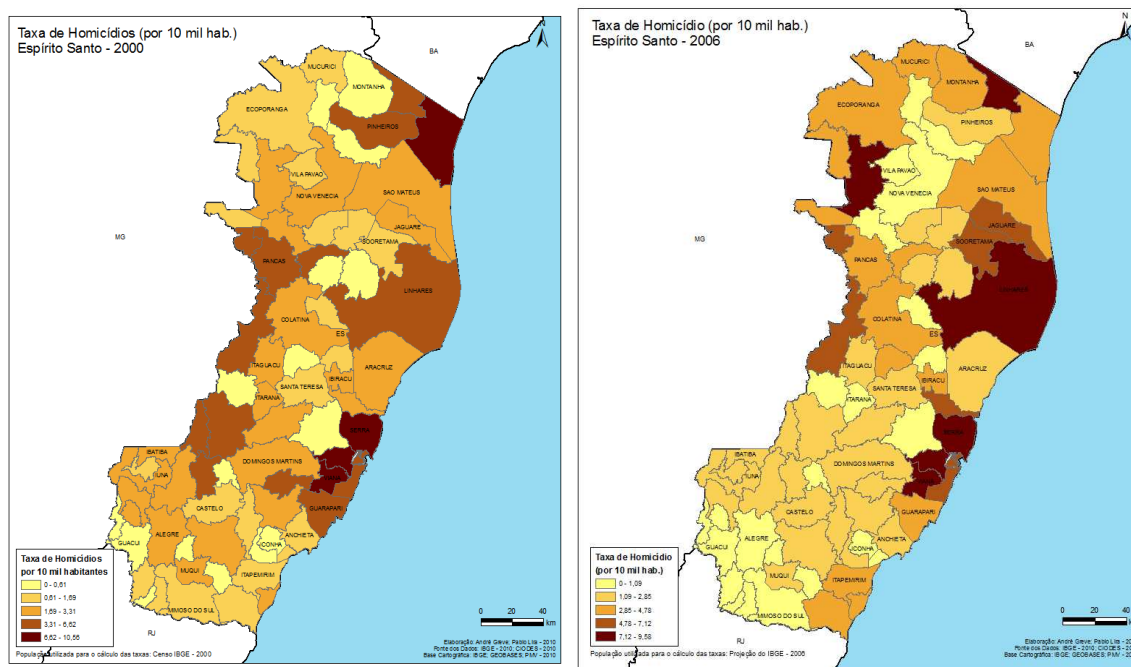 Taxa de Homicídios (por 10 mil hab.)
Espírito Santo - 2000
N
BA
MUCURICI
MONTANHA
ECOPORANGA
PINHEIROS
VILA PAVAO
NOVA VENECIA
SAO MATEUS
MG
JAGUARE
SOORETAMA
PANCAS
LINHARES
COLATINA
ES
ITAGUACU
ARACRUZ
IBIRACU
SANTA TERESA
ITARANA
SERRA
IBATIBA
DOMINGOS MARTINS
IUNA
CASTELO
GUARAPARI
ALEGRE
ANCHIETA
GUACUI
ICONHA
MUQUI
ITAPEMIRIM
MIMOSO DO SUL
RJ
Taxa de Homicídios
por 10 mil habitantes
0 - 0,61
0,61 - 1,69
1,69 - 3,31
3,31 - 6,62
6,62 - 10,56
0 20 40
km
Elaboração: André Greve; Pablo Lira - 2010
Fonte dos Dados: IBGE - 2010; CIODES - 2010
Base Cartográfica: IBGE; GEOBASES; PMV - 2010
População utilizada para o cálculo das taxas: Censo IBGE - 2000
Taxa de Homicídio (por 10 mil hab.)
Espírito Santo - 2006
N
BA
MUCURICI
MONTANHA
ECOPORANGA
PINHEIROS
VILA PAVAO
NOVA VENECIA
SAO MATEUS
MG
JAGUARE
SOORETAMA
PANCAS
LINHARES
COLATINA
ES
ITAGUACU
ARACRUZ
IBIRACU
SANTA TERESA
ITARANA
SERRA
IBATIBA
DOMINGOS MARTINS
IUNA
CASTELO
GUARAPARI
ALEGRE
ANCHIETA
GUACUI
ICONHA
MUQUI
ITAPEMIRIM
MIMOSO DO SUL
RJ
Taxa de Homicídio
(por 10 mil hab.)
0 - 1,09
1,09 - 2,85
2,85 - 4,78
4,78 - 7,12
7,12 - 9,58
0 20 40
km
Elaboração: André Greve; Pablo Lira - 2010
Fonte dos Dados: IBGE - 2010; CIODES - 2010
Base Cartográfica: IBGE; GEOBASES; PMV - 2010
População utilizada para o cálculo das taxas: Projeção do IBGE - 2006